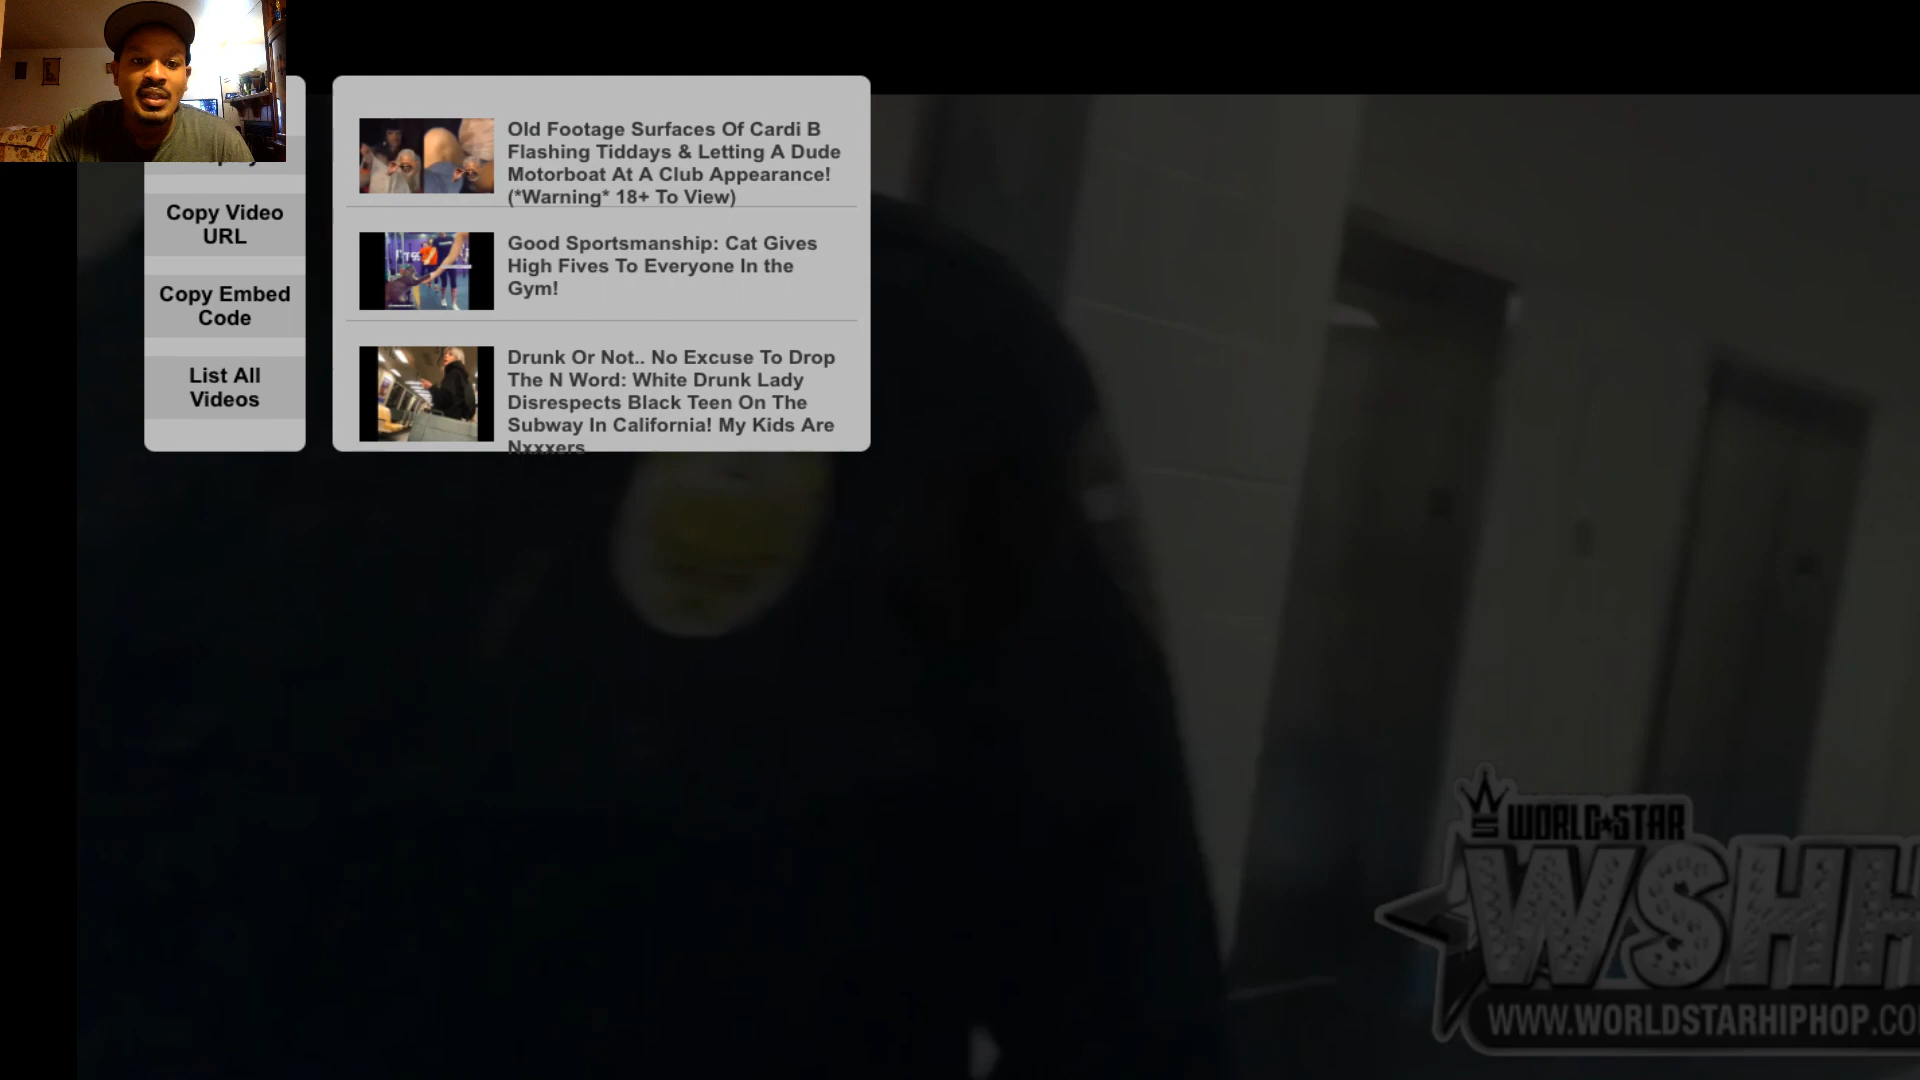 Copy Video
URL
Copy Embed
Code
List All
Videos
Old Footage Surfaces Of Cardi B
Flashing Tiddays & Letting A Dude
Motorboat At A Club Appearance!
(*Warning* 18+ To View)
Good Sportsmanship: Cat Gives
High Fives To Everyone In the
Gym!
Drunk Or Not.. No Excuse To Drop
The N Word: White Drunk Lady
Disrespects Black Teen On The
Subway In California! My Kids Are
Nxxxers
WORLD★STAR
WSHH
WWW.WORLDSTARHIPHOP.CO